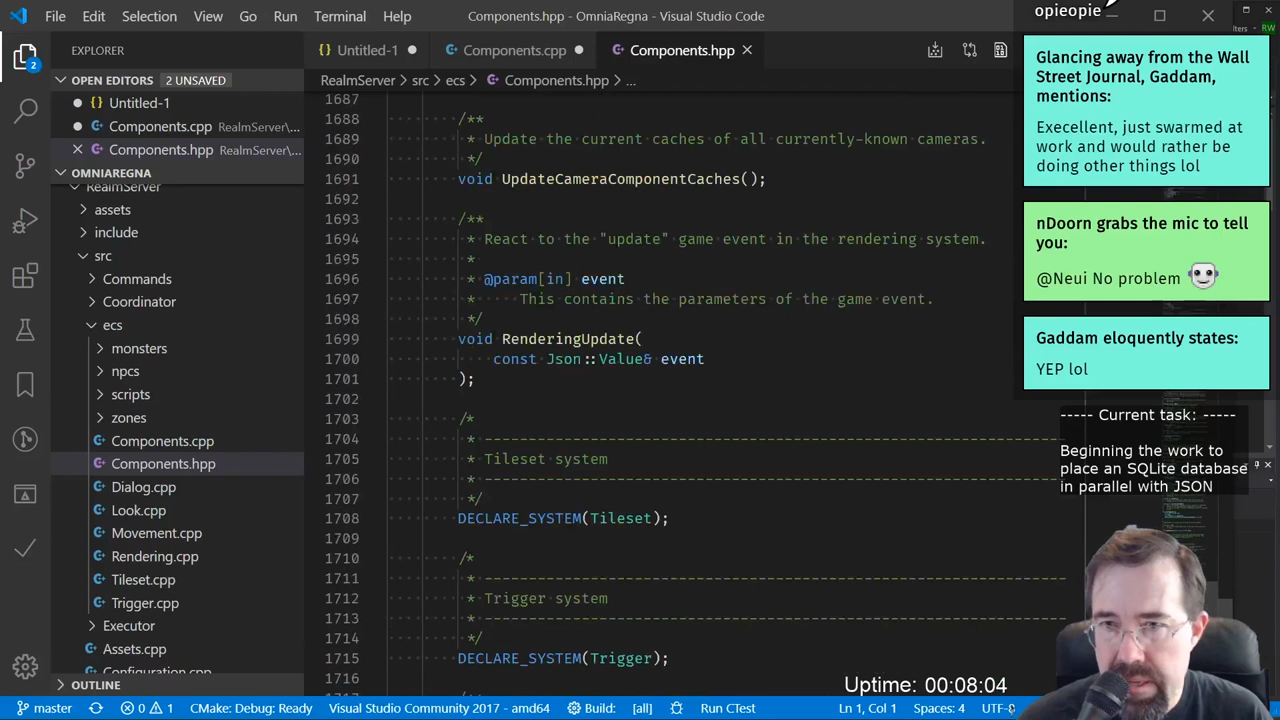 File Edit Selection View Go Run Terminal Help
Components.hpp - OmniaRegna - Visual Studio Code
opieopie
EXPLORER
OPEN EDITORS 2 UNSAVED
Untitled-1
Components.cpp RealmServer\...
Components.hpp RealmServer\...
OMNIAREGNA
RealmServer
assets
include
src
Commands
Coordinator
ecs
monsters
npcs
scripts
zones
Components.cpp
Components.hpp
Dialog.cpp
Look.cpp
Movement.cpp
Rendering.cpp
Tileset.cpp
Trigger.cpp
Executor
Assets.cpp
Configuration.cpp
OUTLINE
Untitled-1 Components.cpp Components.hpp
RealmServer > src > ecs > Components.hpp > ...
1687
1688 /**
1689 * Update the current caches of all currently-known cameras.
1690 */
1691 void UpdateCameraComponentCaches();
1692
1693 /**
1694 * React to the "update" game event in the rendering system.
1695 *
1696 * @param[in] event
1697 * This contains the parameters of the game event.
1698 */
1699 void RenderingUpdate(
1700 const Json::Value& event
1701 );
1702
1703 /*
1704 * ------------------------------------------------------------------
1705 * Tileset system
1706 * ------------------------------------------------------------------
1707 */
1708 DECLARE_SYSTEM(Tileset);
1709
1710 /*
1711 * ------------------------------------------------------------------
1712 * Trigger system
1713 * ------------------------------------------------------------------
1714 */
1715 DECLARE_SYSTEM(Trigger);
1716
Glancing away from the Wall
Street Journal, Gaddam,
mentions:
Execellent, just swarmed at
work and would rather be
doing other things lol
nDoorn grabs the mic to tell
you:
@Neui No problem
Gaddam eloquently states:
YEP lol
----- Current task: -----
Beginning the work to
place an SQLite database
in parallel with JSON
Uptime: 00:08:04
master 0 1 CMake: Debug: Ready Visual Studio Community 2017 - amd64 Build: [all] Run CTest Ln 1, Col 1 Spaces: 4